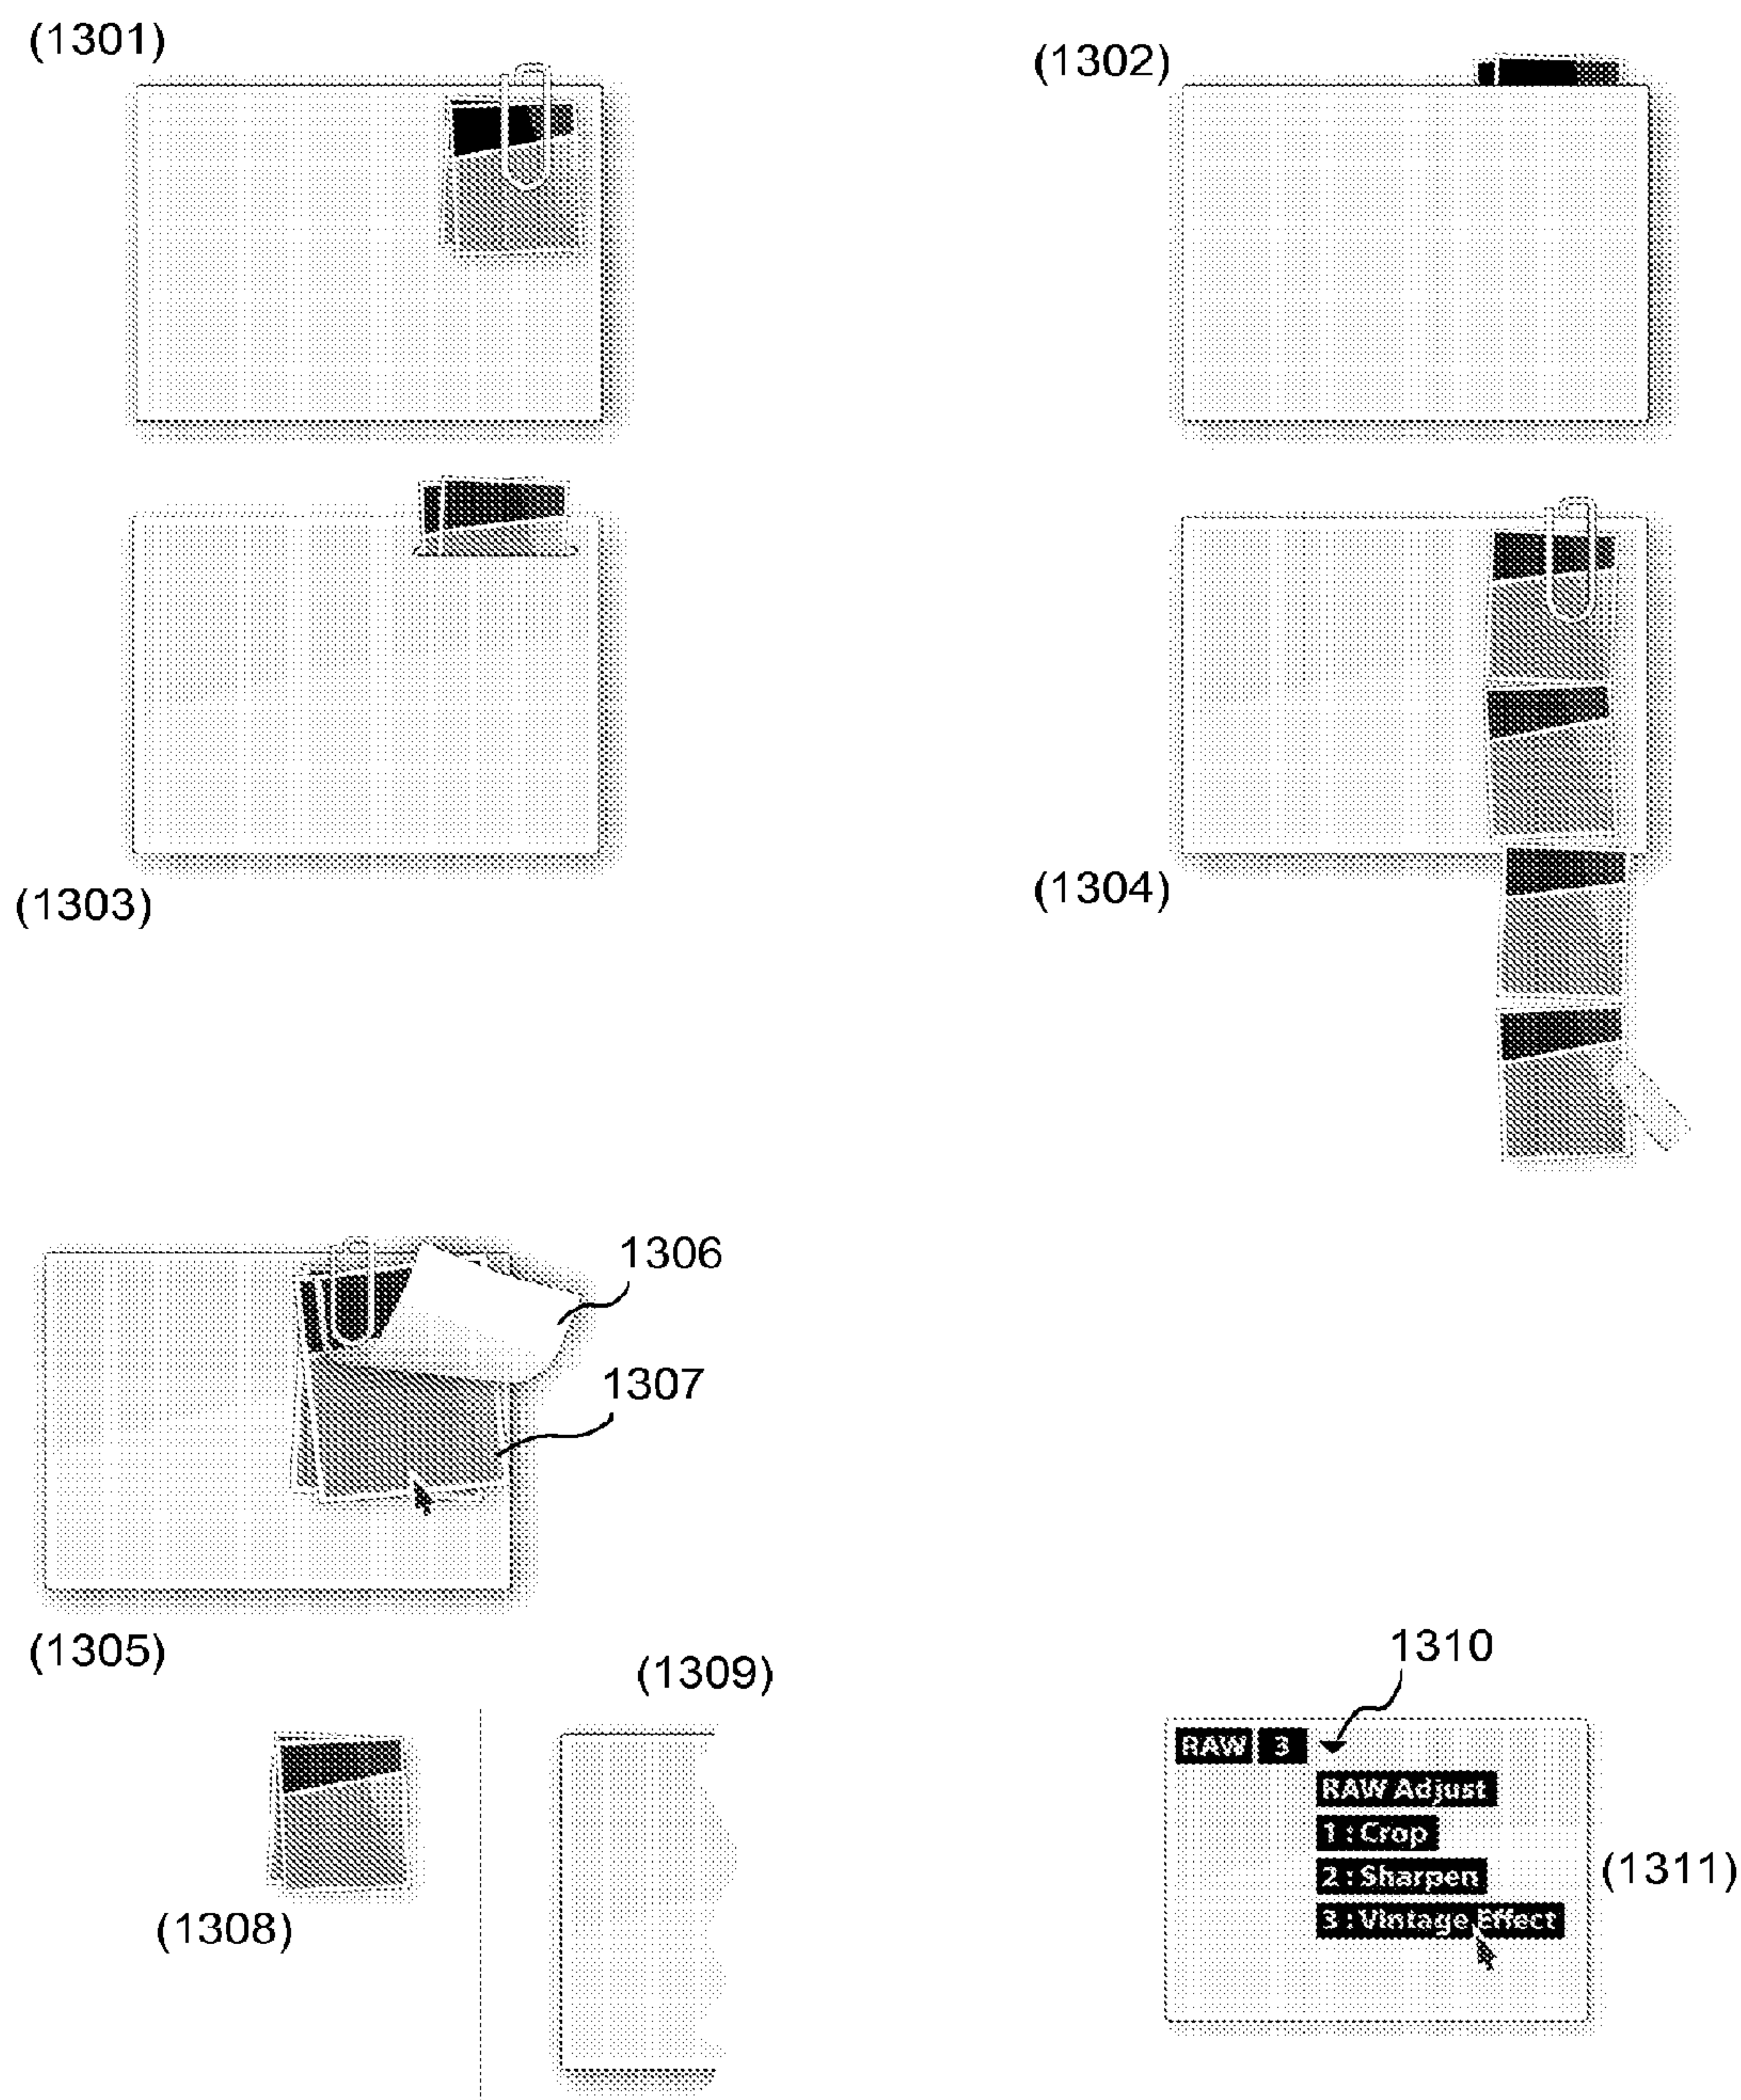 (1301)
(1302)
(1303)
(1304)
1306
1307
(1305)
(1309)
1310
RAW 3
RAW Adjust
1 : Crop
(1311)
2 : Sharpen
(1308)
3 : Vintage Effect